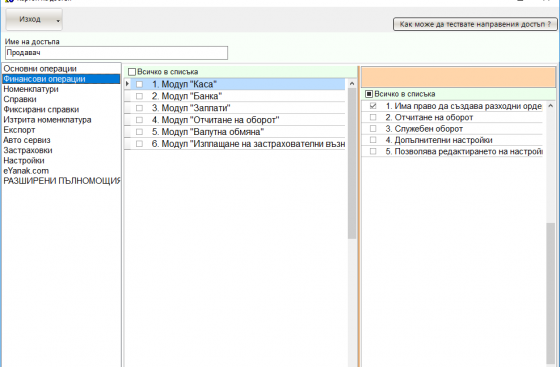 Изход
Как може да тествате направения достъп ?
Име на достъпа
Продавач
Основни операции
Финансови операции
Номенклатури
Справки
Фиксирани справки
Изтрита номенклатура
Експорт
Авто сервиз
Застраховки
Настройки
eYanak.com
РАЗШИРЕНИ ПЪЛНОМОЩИЯ
Всичко в списъка
1. Модул "Каса"
2. Модул "Банка"
3. Модул "Заплати"
4. Модул "Отчитане на оборот"
5. Модул "Валутна обмяна"
6. Модул "Изплащане на застрахователни възн
Всичко в списъка
1. Има право да създава разходни орде
2. Отчитане на оборот
3. Служебен оборот
4. Допълнителни настройки
5. Позволява редактирането на настрой